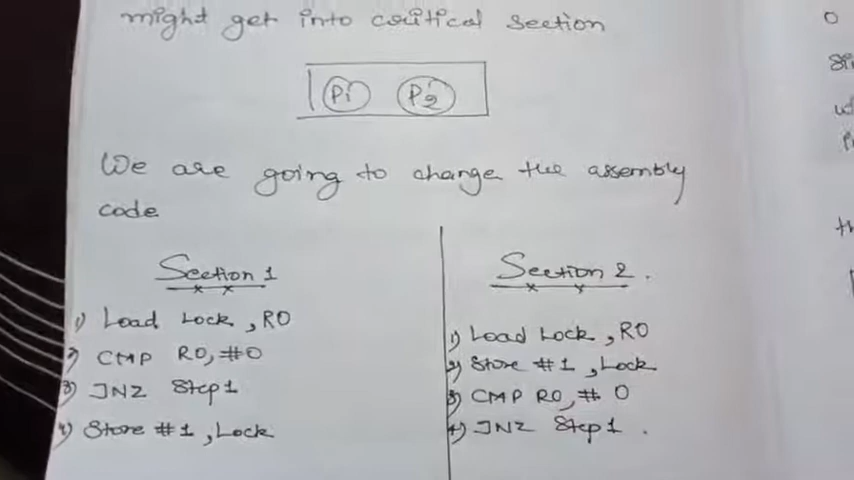 might get into critical section
P1 P2
We are going to change the assembly
code
Section 1
1) Load Lock, R0
2) CMP R0, #0
3) JNZ Step1
4) Store #1, Lock
Section 2.
1) Load Lock, R0
2) Store #1, Lock
3) CMP R0, # 0
4) JNZ Step1.